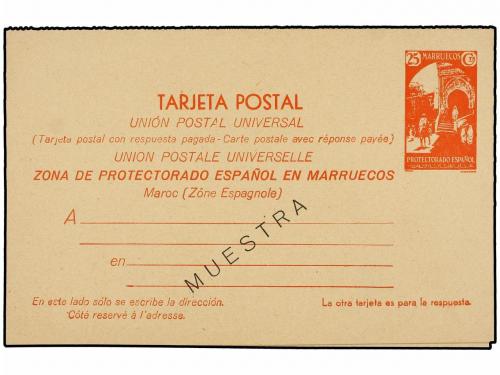 25 Cts
MARRUECOS
PROTECTORADO ESPAÑOL
TARJETA POSTAL
UNIÓN POSTAL UNIVERSAL
(Tarjeta postal con respuesta pagada - Carte postale avec réponse payée)
UNION POSTALE UNIVERSELLE
ZONA DE PROTECTORADO ESPAÑOL EN MARRUECOS
Maroc (Zóne Espagnole)
A
en
MUESTRA
En este lado sólo se escribe la dirección.
Côté reservé à l'adresse.
La otra tarjeta es para la respuesta.